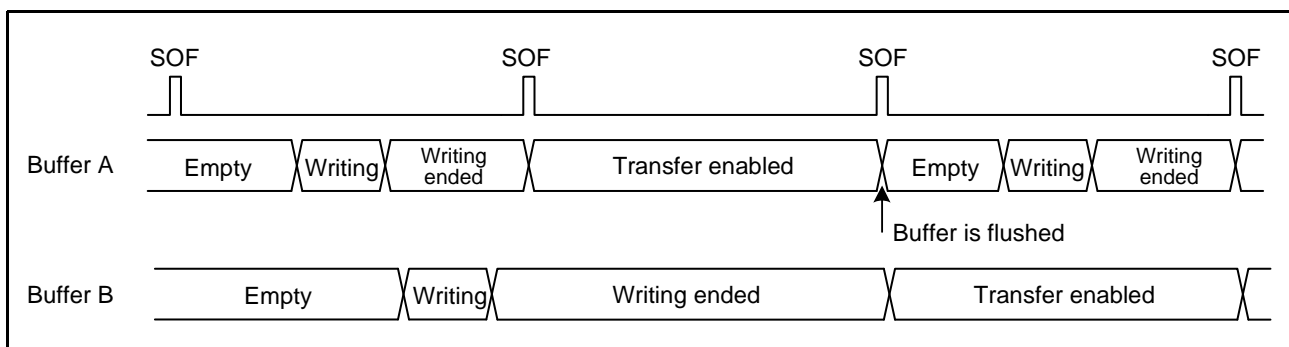 SOF SOF SOF SOF
Buffer A Empty Writing Writing ended Transfer enabled Empty Writing Writing ended
Buffer is flushed
Buffer B Empty Writing Writing ended Transfer enabled